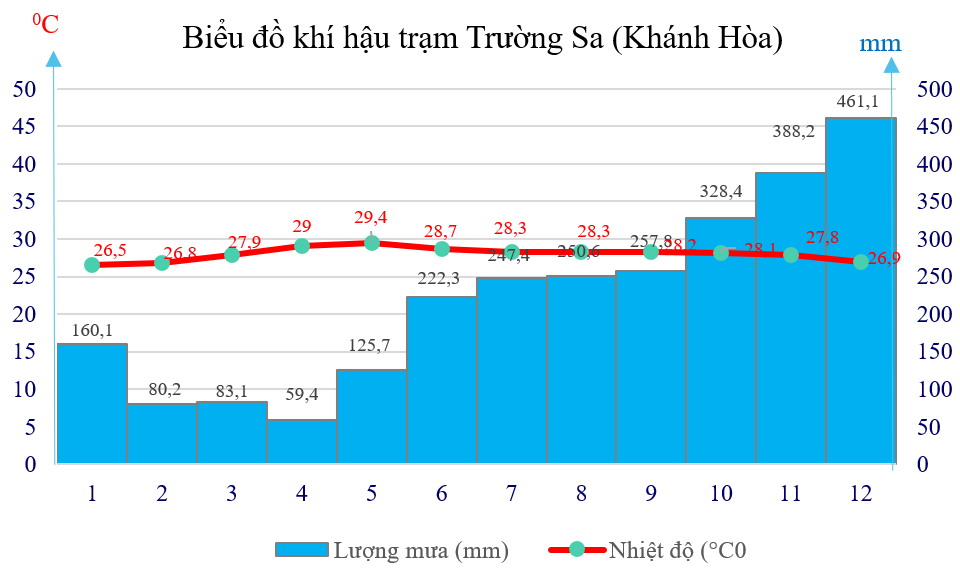 ⁰C
Biểu đồ khí hậu trạm Trường Sa (Khánh Hòa)
mm
50 461,1 500
45 388,2 450
40 400
35 328,4 350
30 26,5 26,8 27,9 29 29,4 28,7 28,3 28,3 257,8 28,1 27,8 300
25 222,3 247,4 250,6 26,9 250
20 160,1 200
15 125,7 150
10 80,2 83,1 59,4 100
5 50
0 0
1 2 3 4 5 6 7 8 9 10 11 12
Lượng mưa (mm) Nhiệt độ (°C0